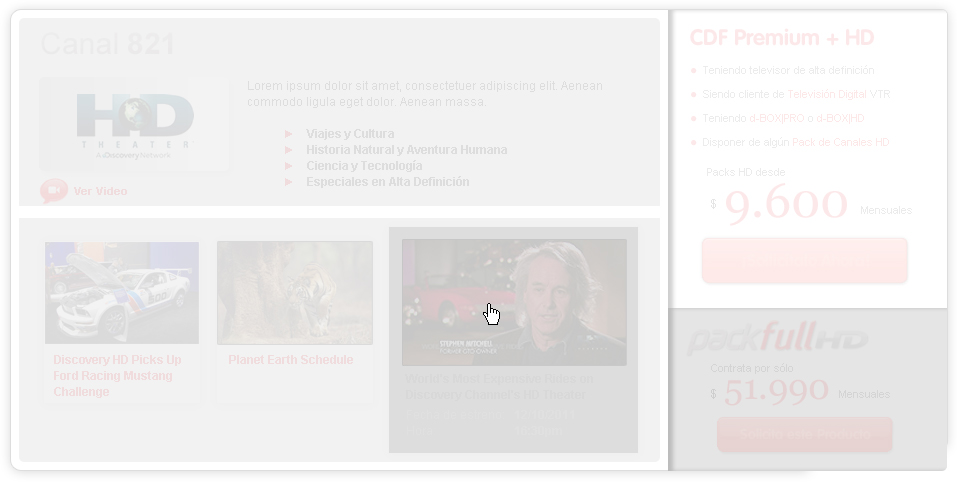 Canal 821
HD
THEATER
A Discovery Network
Lorem ipsum dolor sit amet, consectetuer adipiscing elit. Aenean
commodo ligula eget dolor. Aenean massa.
Viajes y Cultura
Historia Natural y Aventura Humana
Ciencia y Tecnología
Especiales en Alta Definición
Ver Video
Discovery HD Picks Up
Ford Racing Mustang
Challenge
Planet Earth Schedule
STEPHEN MITCHELL
World's Most Expensive Rides on
Discovery Channel's HD Theater
CDF Premium + HD
Teniendo televisor de alta definición.
Siendo cliente de Televisión Digital VTR
Teniendo d-BOX|PRO o d-BOX|HD
Disponer de algún Pack de Canales HD
Packs HD desde
$ 9.600 Mensuales
packfullHD
Contrata por sólo
$ 51.990 Mensuales